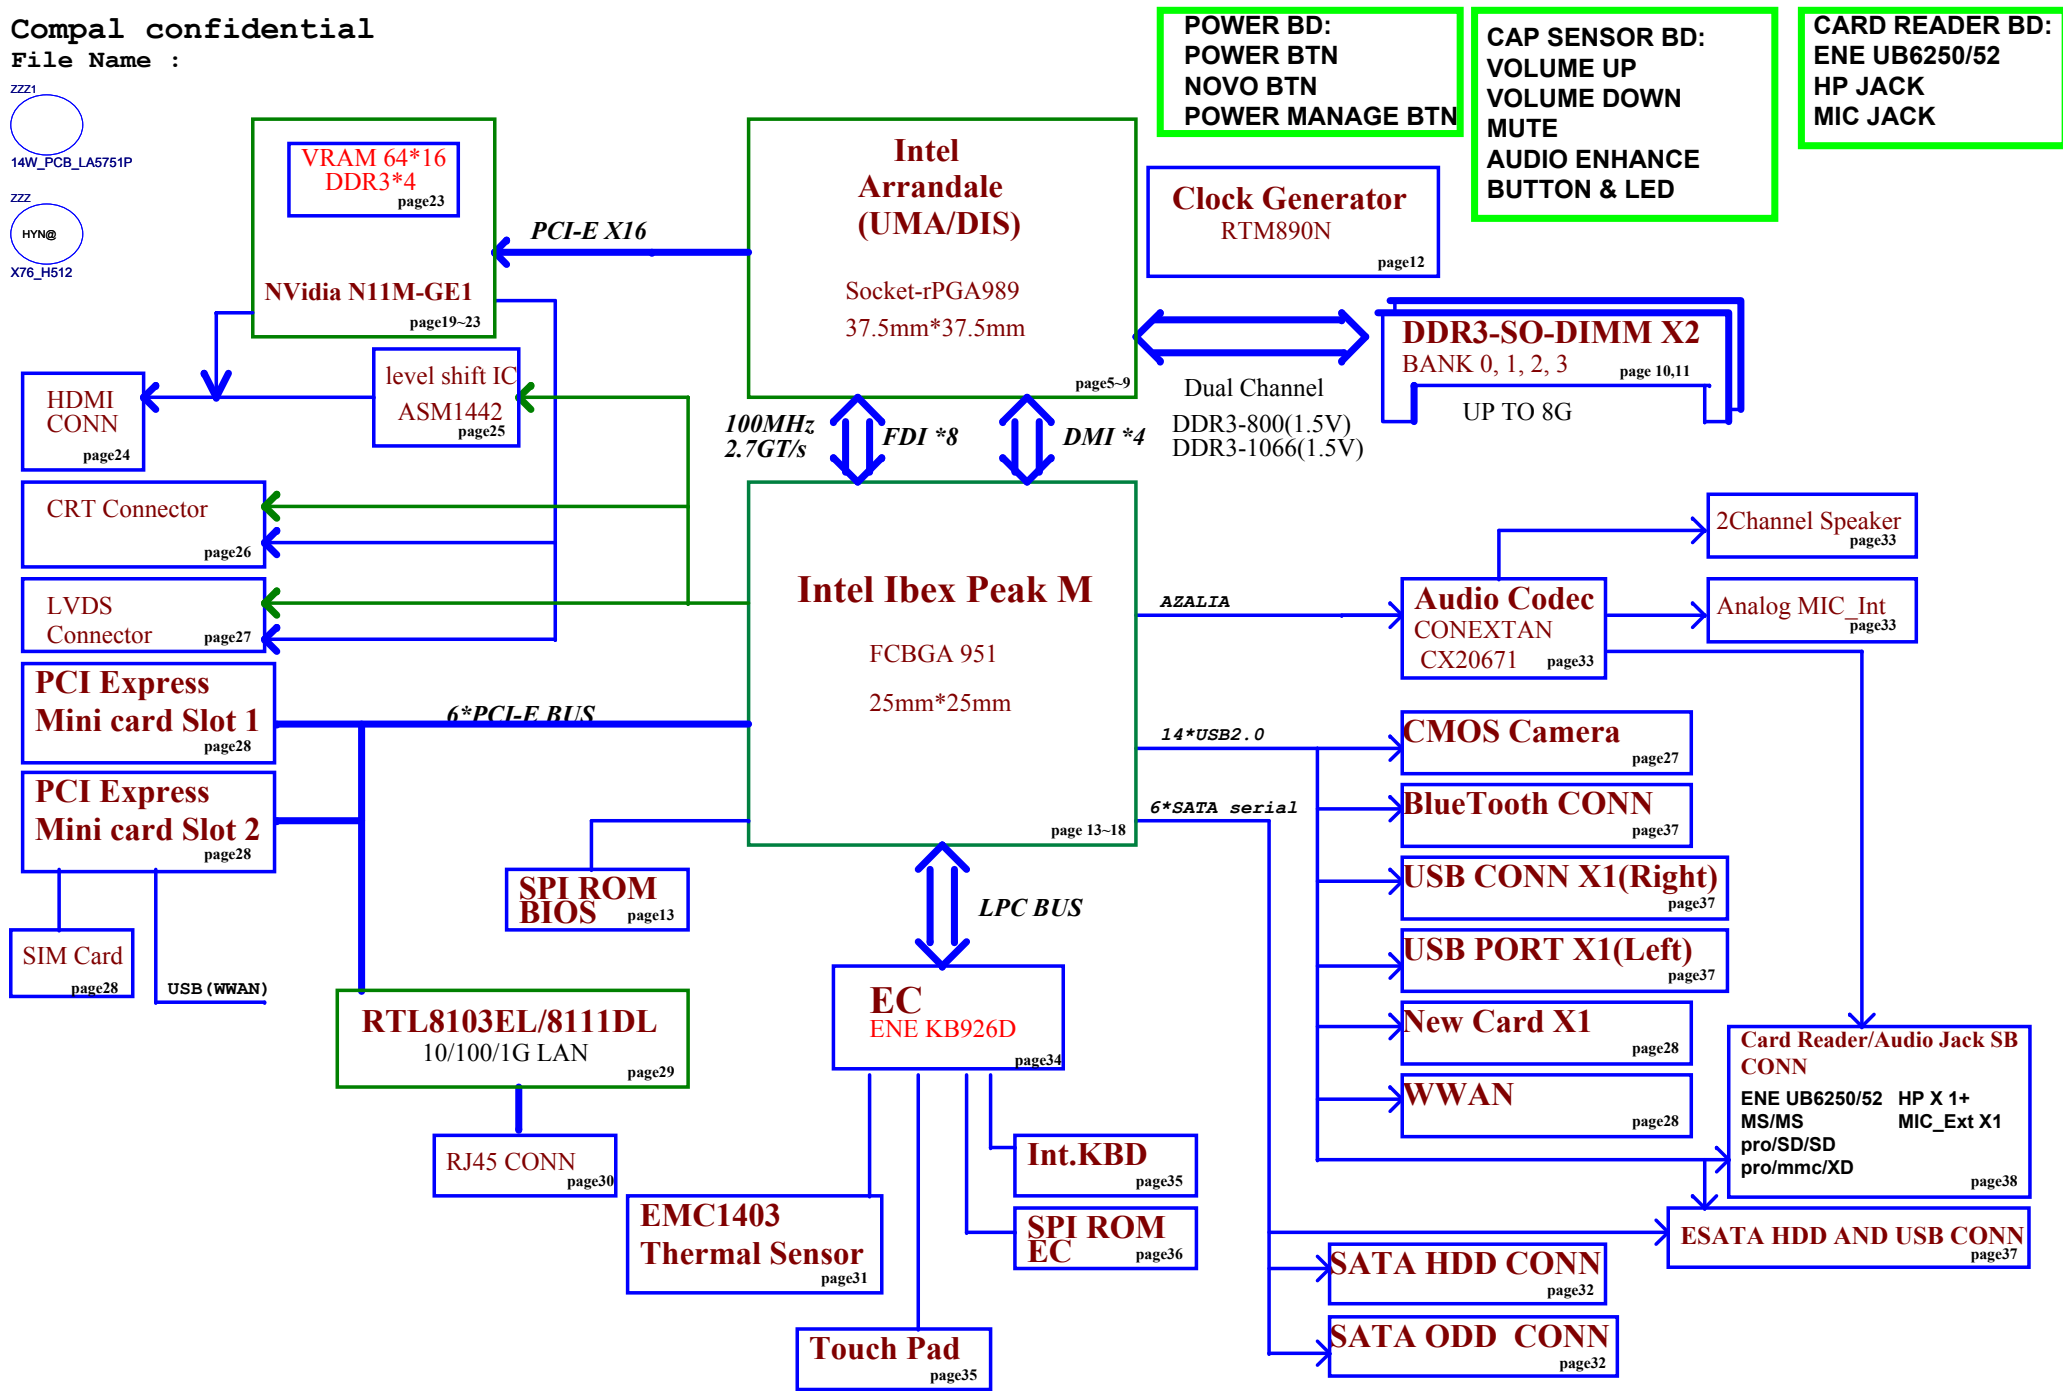 Compal confidential
File Name :
ZZZ1
14W_PCB_LA5751P
ZZZ
HYN@
X76_H512
POWER BD:
POWER BTN
NOVO BTN
POWER MANAGE BTN
CAP SENSOR BD:
VOLUME UP
VOLUME DOWN
MUTE
AUDIO ENHANCE
BUTTON & LED
CARD READER BD:
ENE UB6250/52
HP JACK
MIC JACK
VRAM 64*16
DDR3*4
page23
NVidia N11M-GE1
page19~23
PCI-E X16
Intel
Arrandale
(UMA/DIS)
Socket-rPGA989
37.5mm*37.5mm
page5~9
Clock Generator
RTM890N
page12
DDR3-SO-DIMM X2
BANK 0, 1, 2, 3
page 10,11
UP TO 8G
Dual Channel
DDR3-800(1.5V)
DDR3-1066(1.5V)
HDMI
CONN
page24
level shift IC
ASM1442
page25
100MHz
2.7GT/s
FDI *8
DMI *4
CRT Connector
page26
LVDS
Connector
page27
Intel Ibex Peak M
FCBGA 951
25mm*25mm
page 13~18
AZALIA
Audio Codec
CONEXTAN
CX20671
page33
2Channel Speaker
page33
Analog MIC_Int
page33
PCI Express
Mini card Slot 1
page28
6*PCI-E BUS
PCI Express
Mini card Slot 2
page28
14*USB2.0
6*SATA serial
CMOS Camera
page27
BlueTooth CONN
page37
USB CONN X1(Right)
page37
USB PORT X1(Left)
page37
New Card X1
page28
WWAN
page28
SIM Card
page28
USB(WWAN)
SPI ROM
BIOS
page13
LPC BUS
EC
ENE KB926D
page34
RTL8103EL/8111DL
10/100/1G LAN
page29
RJ45 CONN
page30
EMC1403
Thermal Sensor
page31
Int.KBD
page35
SPI ROM
EC
page36
Touch Pad
page35
Card Reader/Audio Jack SB
CONN
ENE UB6250/52 HP X 1+
MS/MS MIC_Ext X1
pro/SD/SD
pro/mmc/XD
page38
ESATA HDD AND USB CONN
page37
SATA HDD CONN
page32
SATA ODD CONN
page32